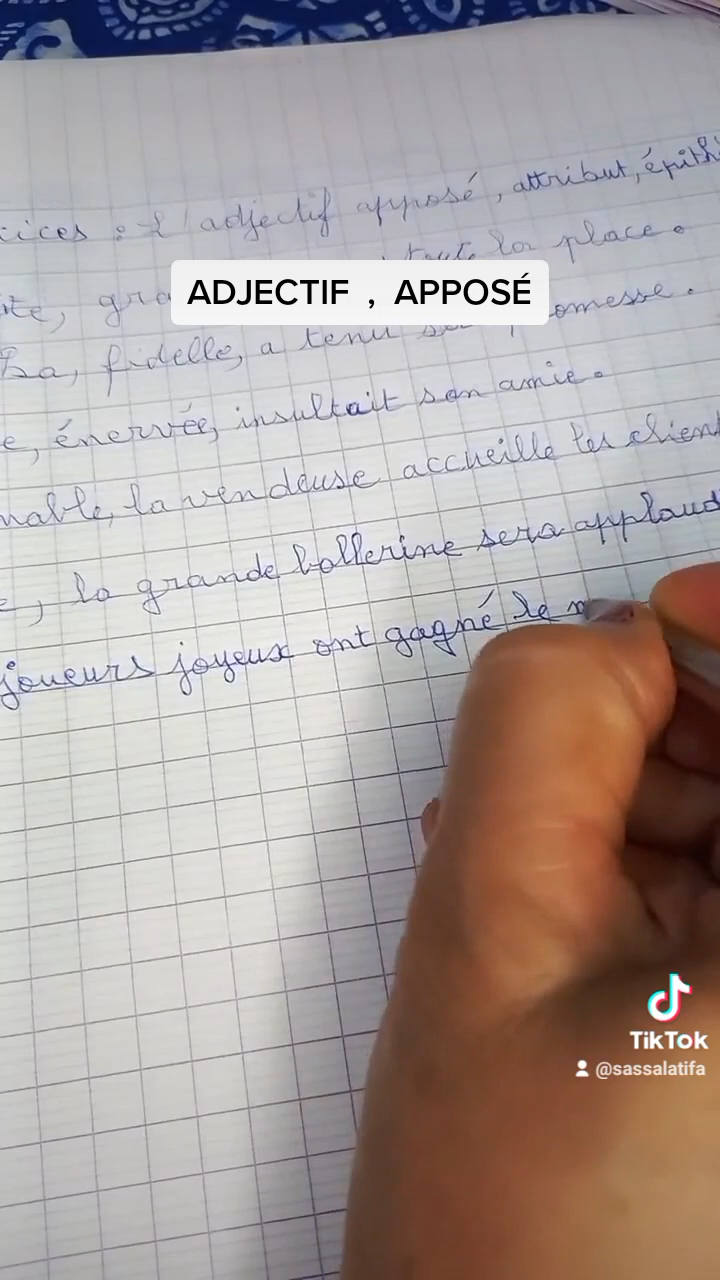 cices : L'adjectif apposé, attribut, épith
te, gra toute la place.
Ba, fidelle, a tenu sa promesse.
ADJECTIF , APPOSÉ
e, énervée, insultait son amie.
mable, la vendeuse accueille les client
e, la grande ballerine sera applaud
joueurs joyeux ont gagné le m
TikTok
@sassalatifa